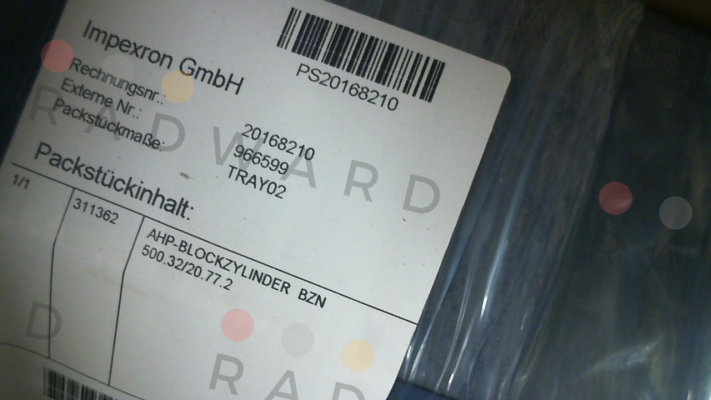 PS20168210
Impexron GmbH
Rechnungsnr.: 20168210
Externe Nr.: 966599
Packstückmaße: TRAY02
Packstückinhalt:
1/1 311362 AHP-BLOCKZYLINDER BZN
500.32/20.77.2
RADWARD
D
RAD